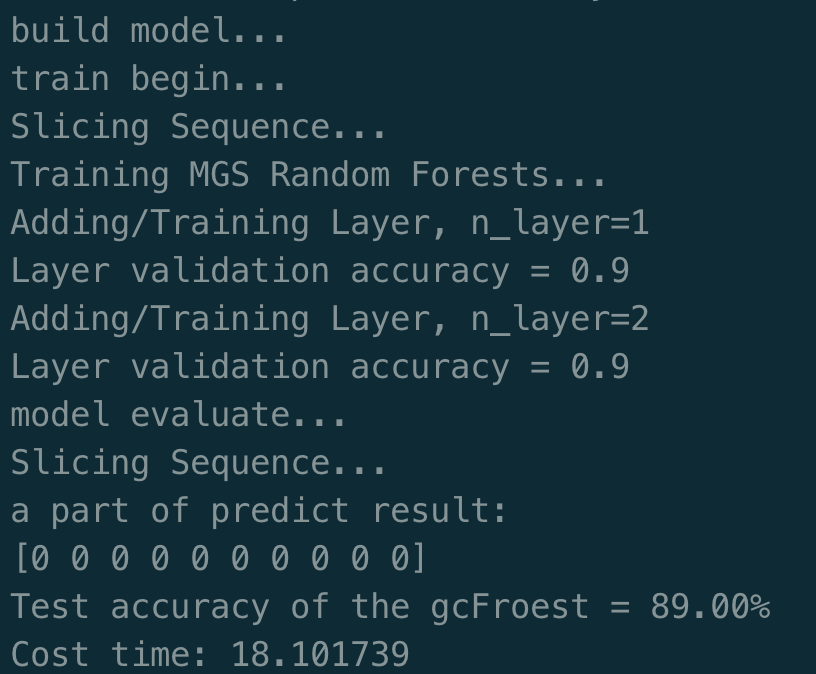 build model...
train begin...
Slicing Sequence...
Training MGS Random Forests...
Adding/Training Layer, n_layer=1
Layer validation accuracy = 0.9
Adding/Training Layer, n_layer=2
Layer validation accuracy = 0.9
model evaluate...
Slicing Sequence...
a part of predict result:
[0 0 0 0 0 0 0 0 0 0]
Test accuracy of the gcFroest = 89.00%
Cost time: 18.101739